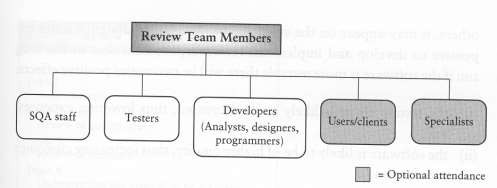 Review Team Members
SQA staff
Testers
Developers
(Analysts, designers,
programmers)
Users/clients
Specialists
= Optional attendance